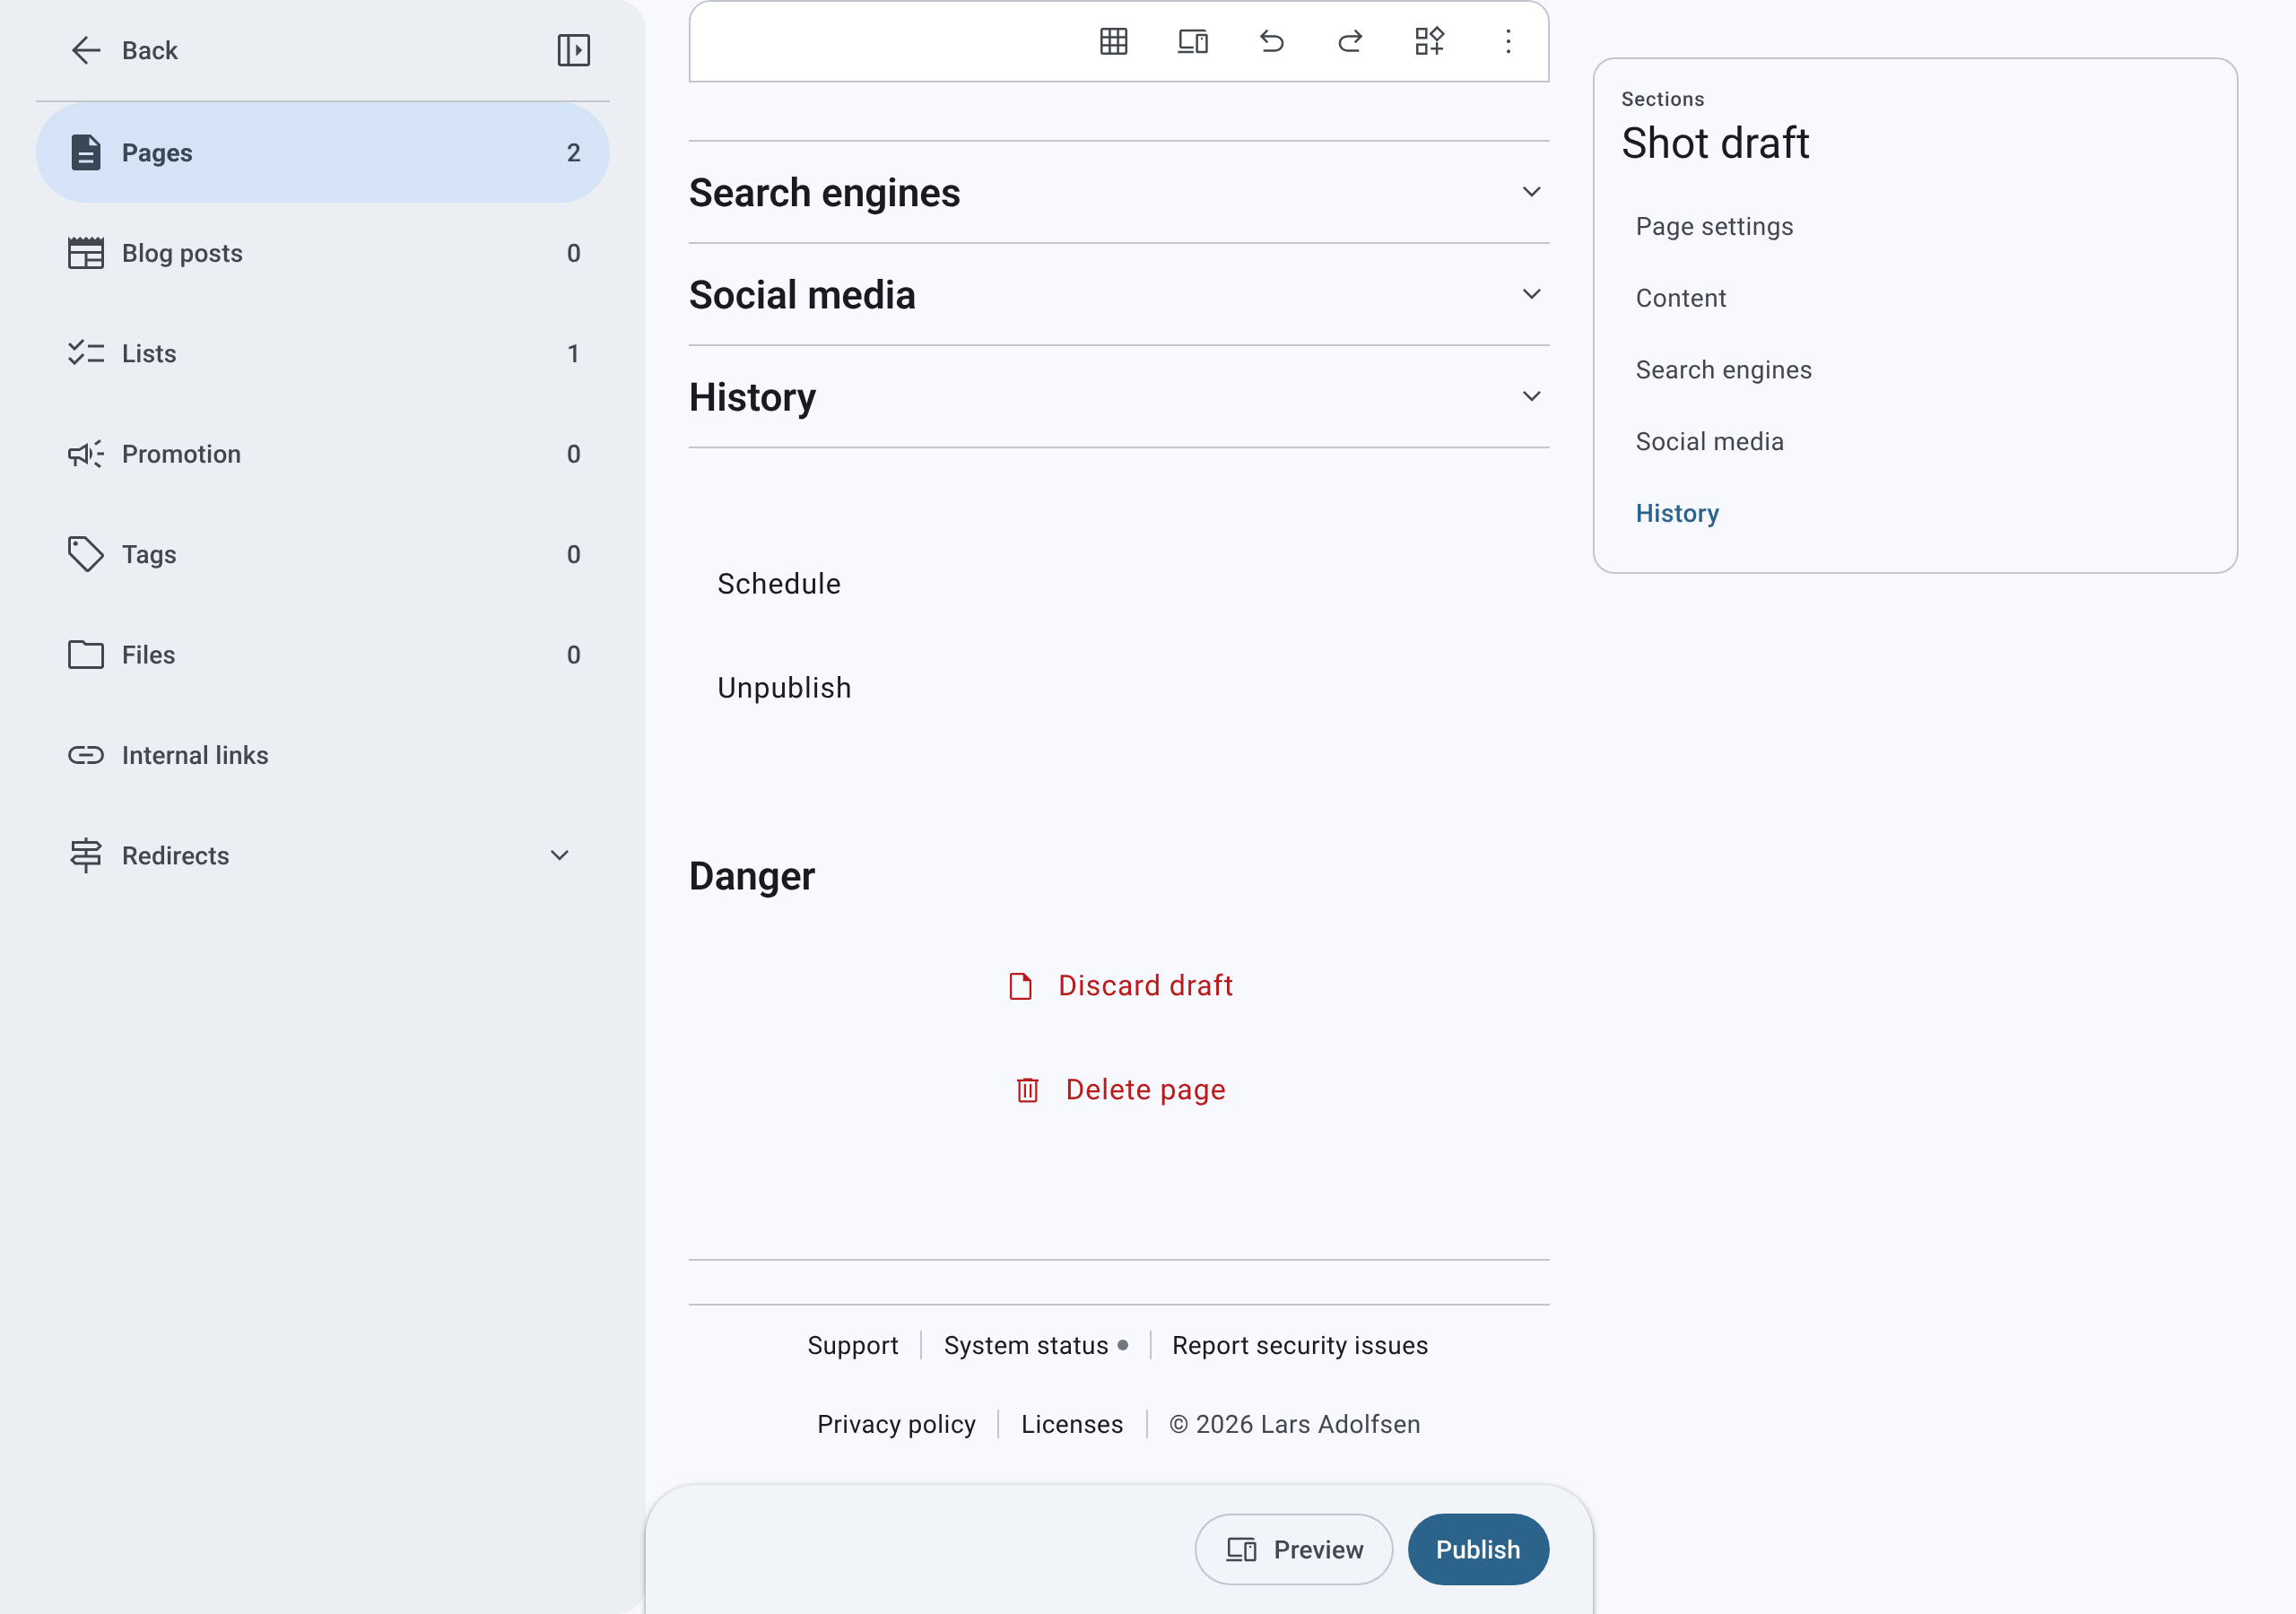 Back
Pages 2
Blog posts 0
Lists 1
Promotion 0
Tags 0
Files 0
Internal links
Redirects
Search engines
Social media
History
Schedule
Unpublish
Danger
Discard draft
Delete page
Support
System status
Report security issues
Privacy policy
Licenses
© 2026 Lars Adolfsen
Preview
Publish
Sections
Shot draft
Page settings
Content
Search engines
Social media
History